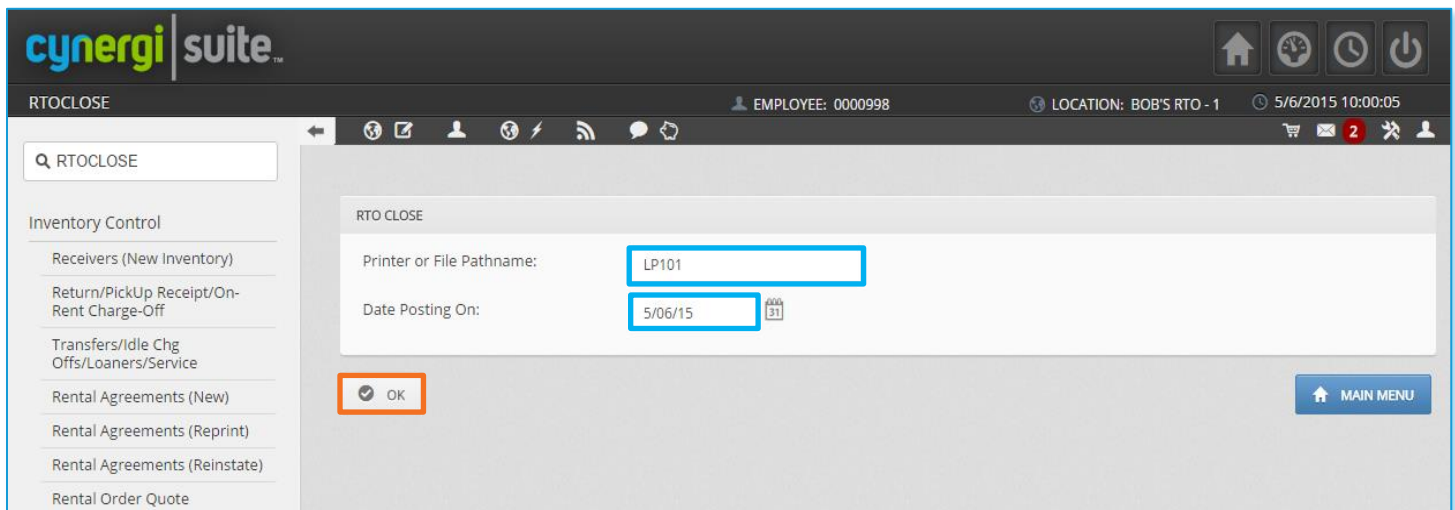 cynergi|suite™
RTOCLOSE
EMPLOYEE: 0000998
LOCATION: BOB'S RTO - 1
5/6/2015 10:00:05
2
RTOCLOSE
Inventory Control
Receivers (New Inventory)
Return/PickUp Receipt/On-
Rent Charge-Off
Transfers/Idle Chg
Offs/Loaners/Service
Rental Agreements (New)
Rental Agreements (Reprint)
Rental Agreements (Reinstate)
Rental Order Quote
RTO CLOSE
Printer or File Pathname:
LP101
Date Posting On:
5/06/15
31
OK
MAIN MENU